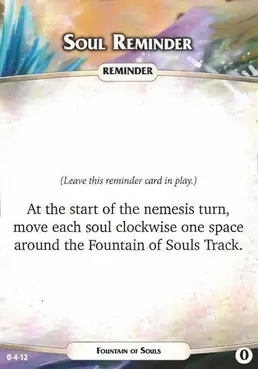 SOUL REMINDER
REMINDER
(Leave this reminder card in play.)
At the start of the nemesis turn,
move each soul clockwise one space
around the Fountain of Souls Track.
0-4-12
FOUNTAIN OF SOULS
0